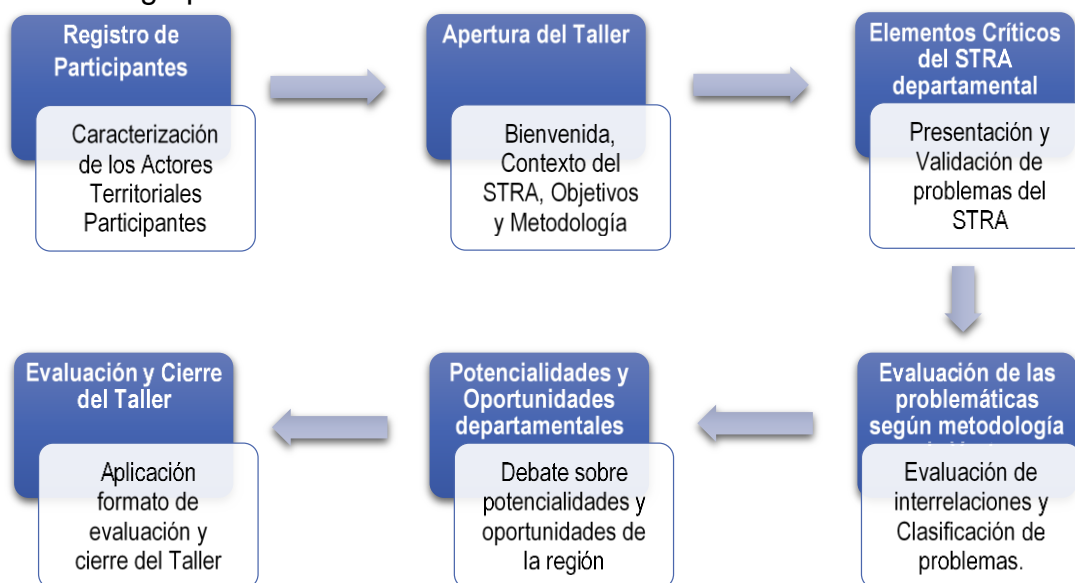 Registro de
Participantes
Caracterización
de los Actores
Territoriales
Participantes
Apertura del Taller
Bienvenida,
Contexto del
STRA, Objetivos
y Metodología
Elementos Críticos
del STRA
departamental
Presentación y
Validación de
problemas del
STRA
Evaluación de las
problemáticas
según metodología
Evaluación de
interrelaciones y
Clasificación de
problemas.
Potencialidades y
Oportunidades
departamentales
Debate sobre
potencialidades y
oportunidades de
la región
Evaluación y Cierre
del Taller
Aplicación
formato de
evaluación y
cierre del Taller